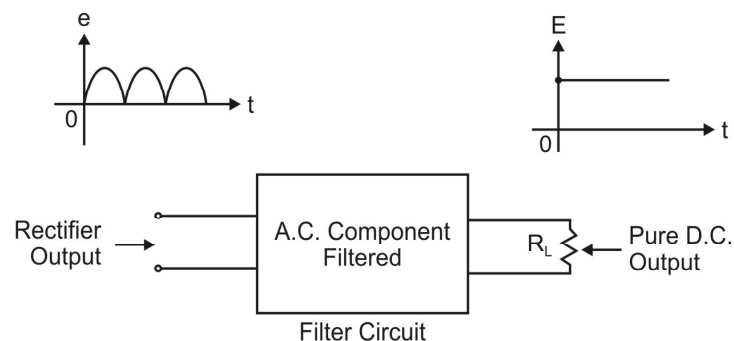 e
t
0
E
t
0
Rectifier
Output
A.C. Component
Filtered
R_L
Pure D.C.
Output
Filter Circuit